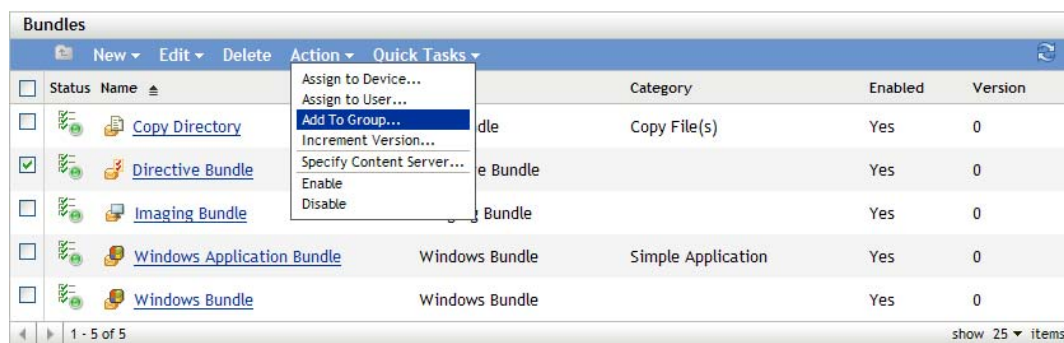 Bundles
New Edit Delete Action Quick Tasks
Status Name Category Enabled Version
Assign to Device...
Assign to User...
Add To Group...
Increment Version...
Specify Content Server...
Enable
Disable
Copy Directory Copy File(s) Yes 0
Directive Bundle Bundle Yes 0
Imaging Bundle Bundle Yes 0
Windows Application Bundle Windows Bundle Simple Application Yes 0
Windows Bundle Windows Bundle Yes 0
1 - 5 of 5 show 25 items